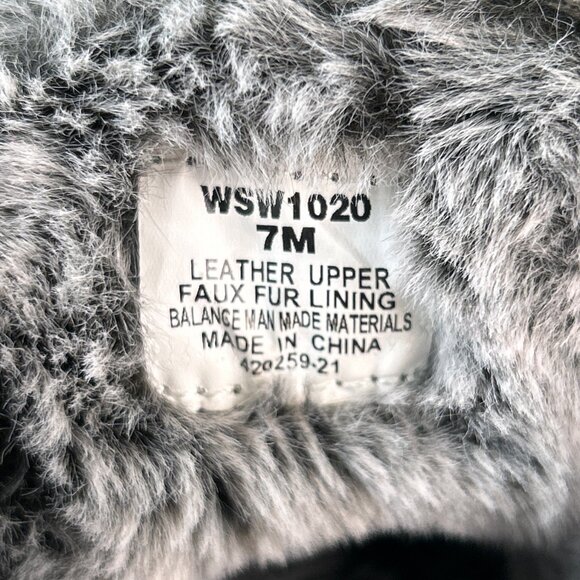 WSW1020
7M
LEATHER UPPER
FAUX FUR LINING
BALANCE MAN MADE MATERIALS
MADE IN CHINA
420259-21